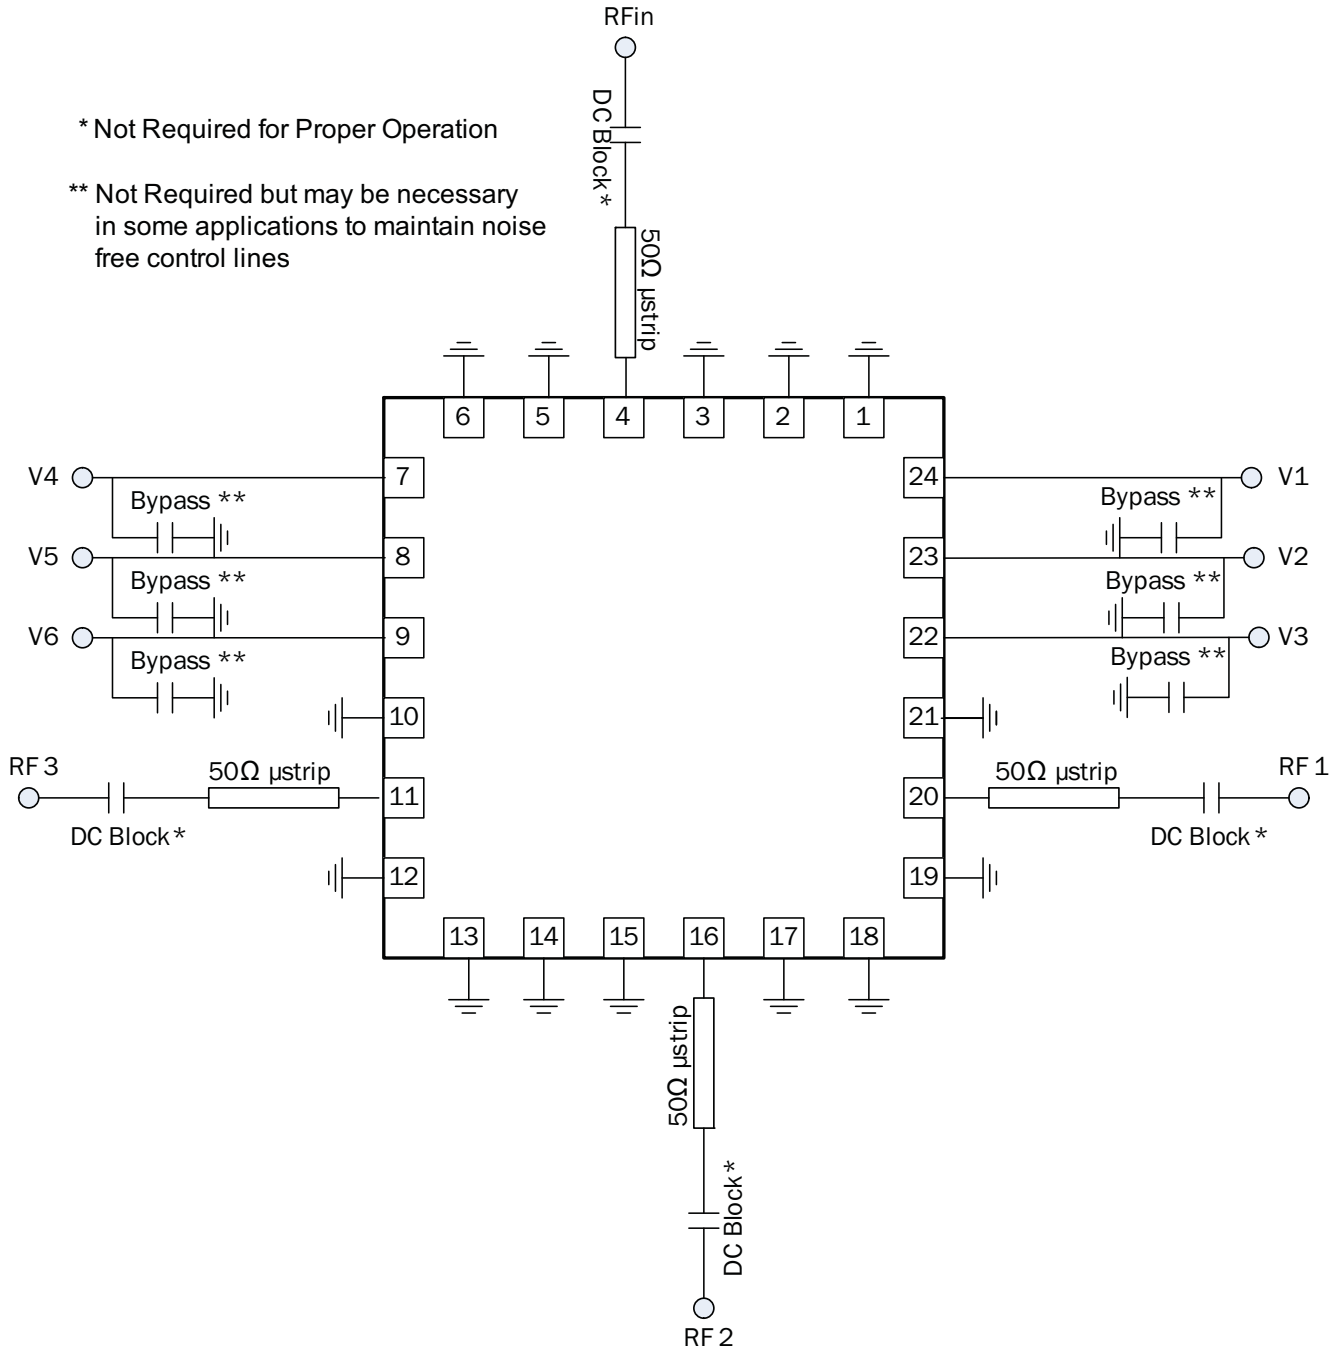 RFin
* Not Required for Proper Operation
DC Block*
** Not Required but may be necessary
in some applications to maintain noise
free control lines
50Ω µstrip
6 5 4 3 2 1
V4 7 24 V1
Bypass ** Bypass **
V5 8 23 V2
Bypass ** Bypass **
V6 9 22 V3
Bypass ** Bypass **
10 21
RF 3 50Ω µstrip 11 20 50Ω µstrip RF 1
DC Block* DC Block*
12 19
13 14 15 16 17 18
50Ω µstrip
DC Block*
RF 2